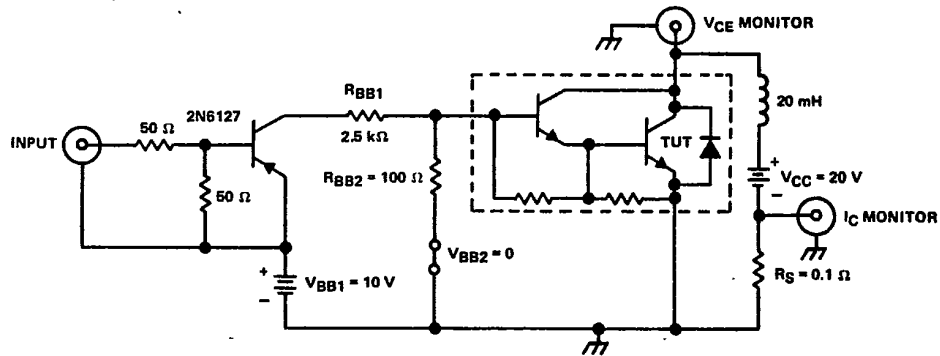 VCE MONITOR
RBB1
2N6127
20 mH
INPUT
50 Ω
2.5 kΩ
TUT
RBB2 = 100 Ω
VCC = 20 V
50 Ω
IC MONITOR
VBB2 = 0
VBB1 = 10 V
RS = 0.1 Ω